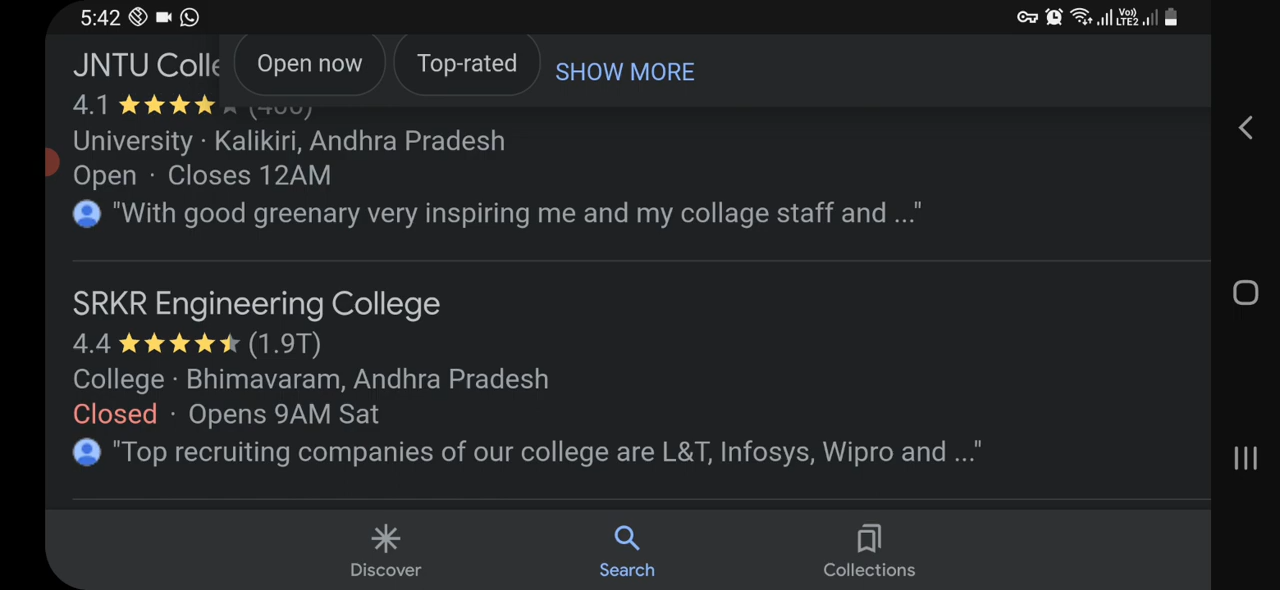 5:42
Vo)) LTE2
JNTU Colle
Open now
Top-rated
SHOW MORE
4.1
University · Kalikiri, Andhra Pradesh
Open · Closes 12AM
"With good greenary very inspiring me and my collage staff and ..."
SRKR Engineering College
4.4 (1.9T)
College · Bhimavaram, Andhra Pradesh
Closed · Opens 9AM Sat
"Top recruiting companies of our college are L&T, Infosys, Wipro and ..."
Discover
Search
Collections